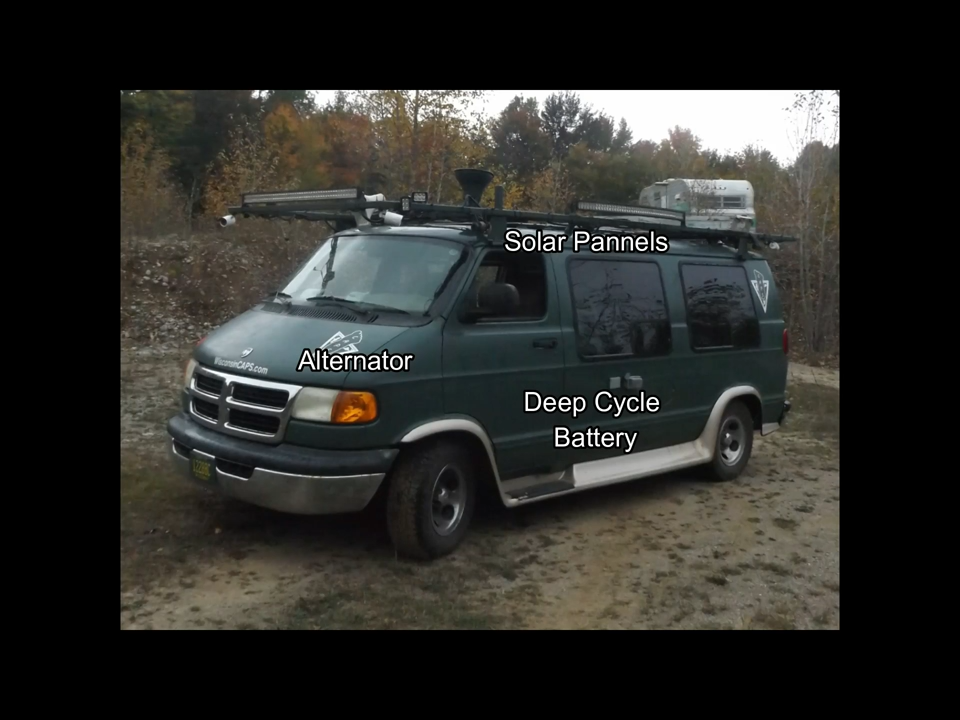 Solar Pannels
Alternator
WisconsinCAPS.com
Deep Cycle
Battery